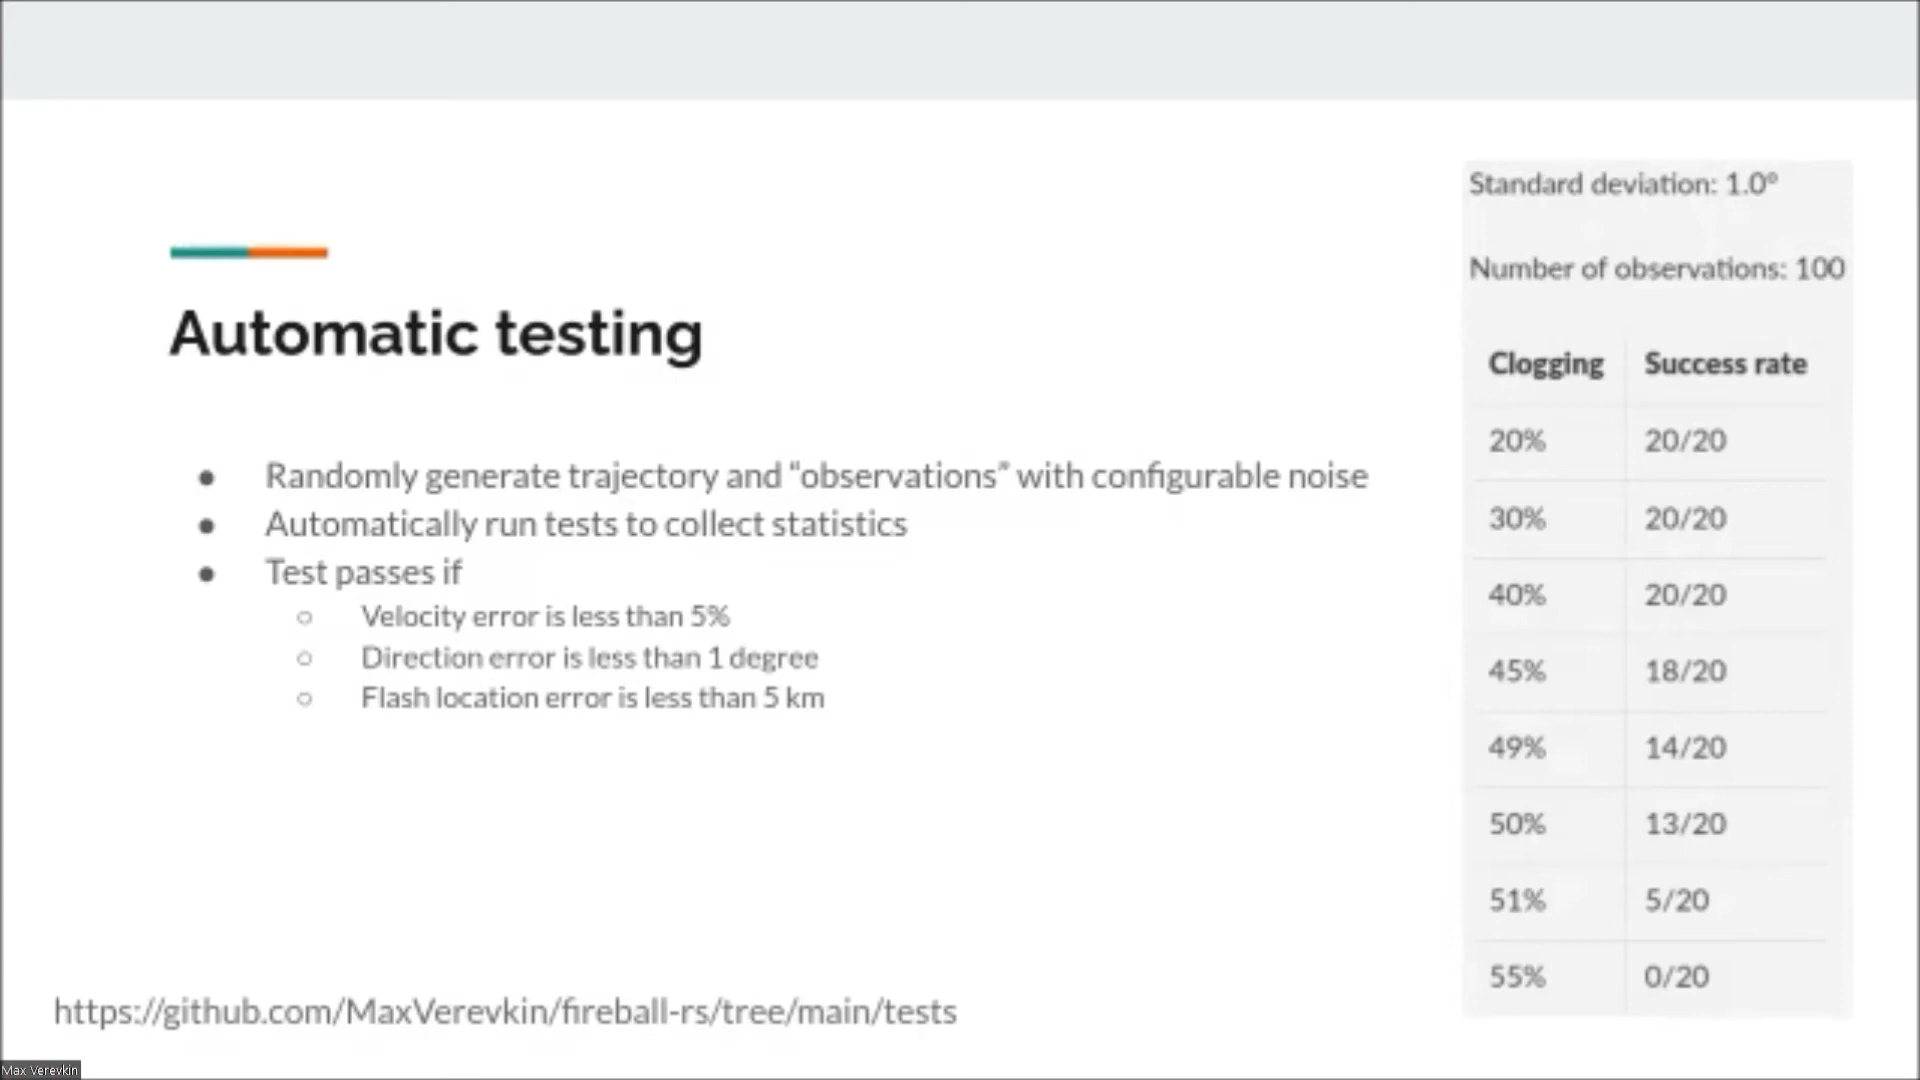 Automatic testing
● Randomly generate trajectory and “observations” with configurable noise
● Automatically run tests to collect statistics
● Test passes if
○ Velocity error is less than 5%
○ Direction error is less than 1 degree
○ Flash location error is less than 5 km
https://github.com/MaxVerevkin/fireball-rs/tree/main/tests
Standard deviation: 1.0°
Number of observations: 100
Clogging Success rate
20% 20/20
30% 20/20
40% 20/20
45% 18/20
49% 14/20
50% 13/20
51% 5/20
55% 0/20
Max Verevkin